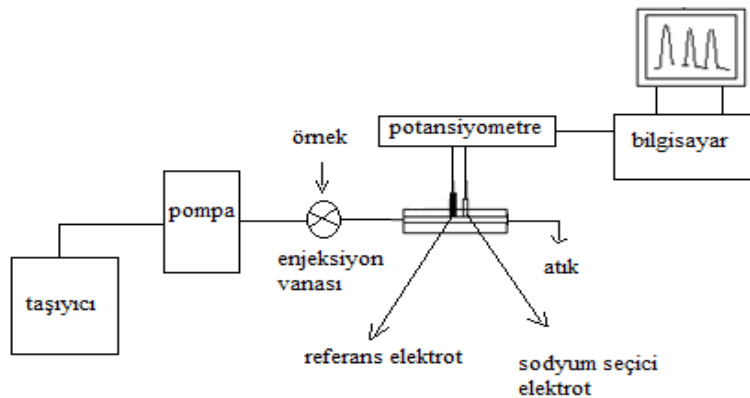 potansiyometre
bilgisayar
örnek
pompa
enjeksiyon
vanası
atık
taşıyıcı
referans elektrot
sodyum seçici
elektrot